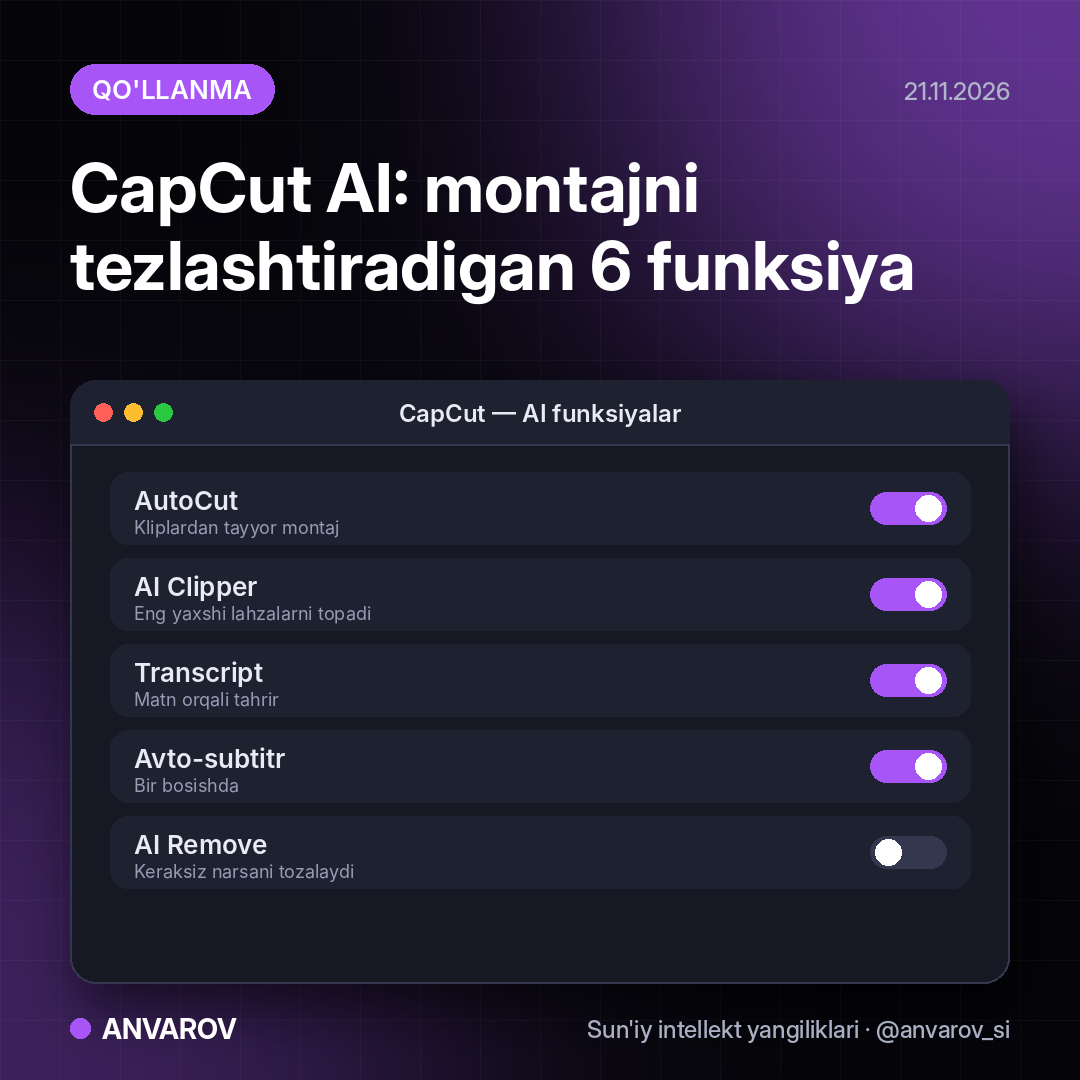 QO'LLANMA
21.11.2026
CapCut AI: montajni
tezlashtiradigan 6 funksiya
CapCut — AI funksiyalar
AutoCut
Kliplardan tayyor montaj
AI Clipper
Eng yaxshi lahzalarni topadi
Transcript
Matn orqali tahrir
Avto-subtitr
Bir bosishda
AI Remove
Keraksiz narsani tozalaydi
ANVAROV
Sun'iy intellekt yangiliklari · @anvarov_si